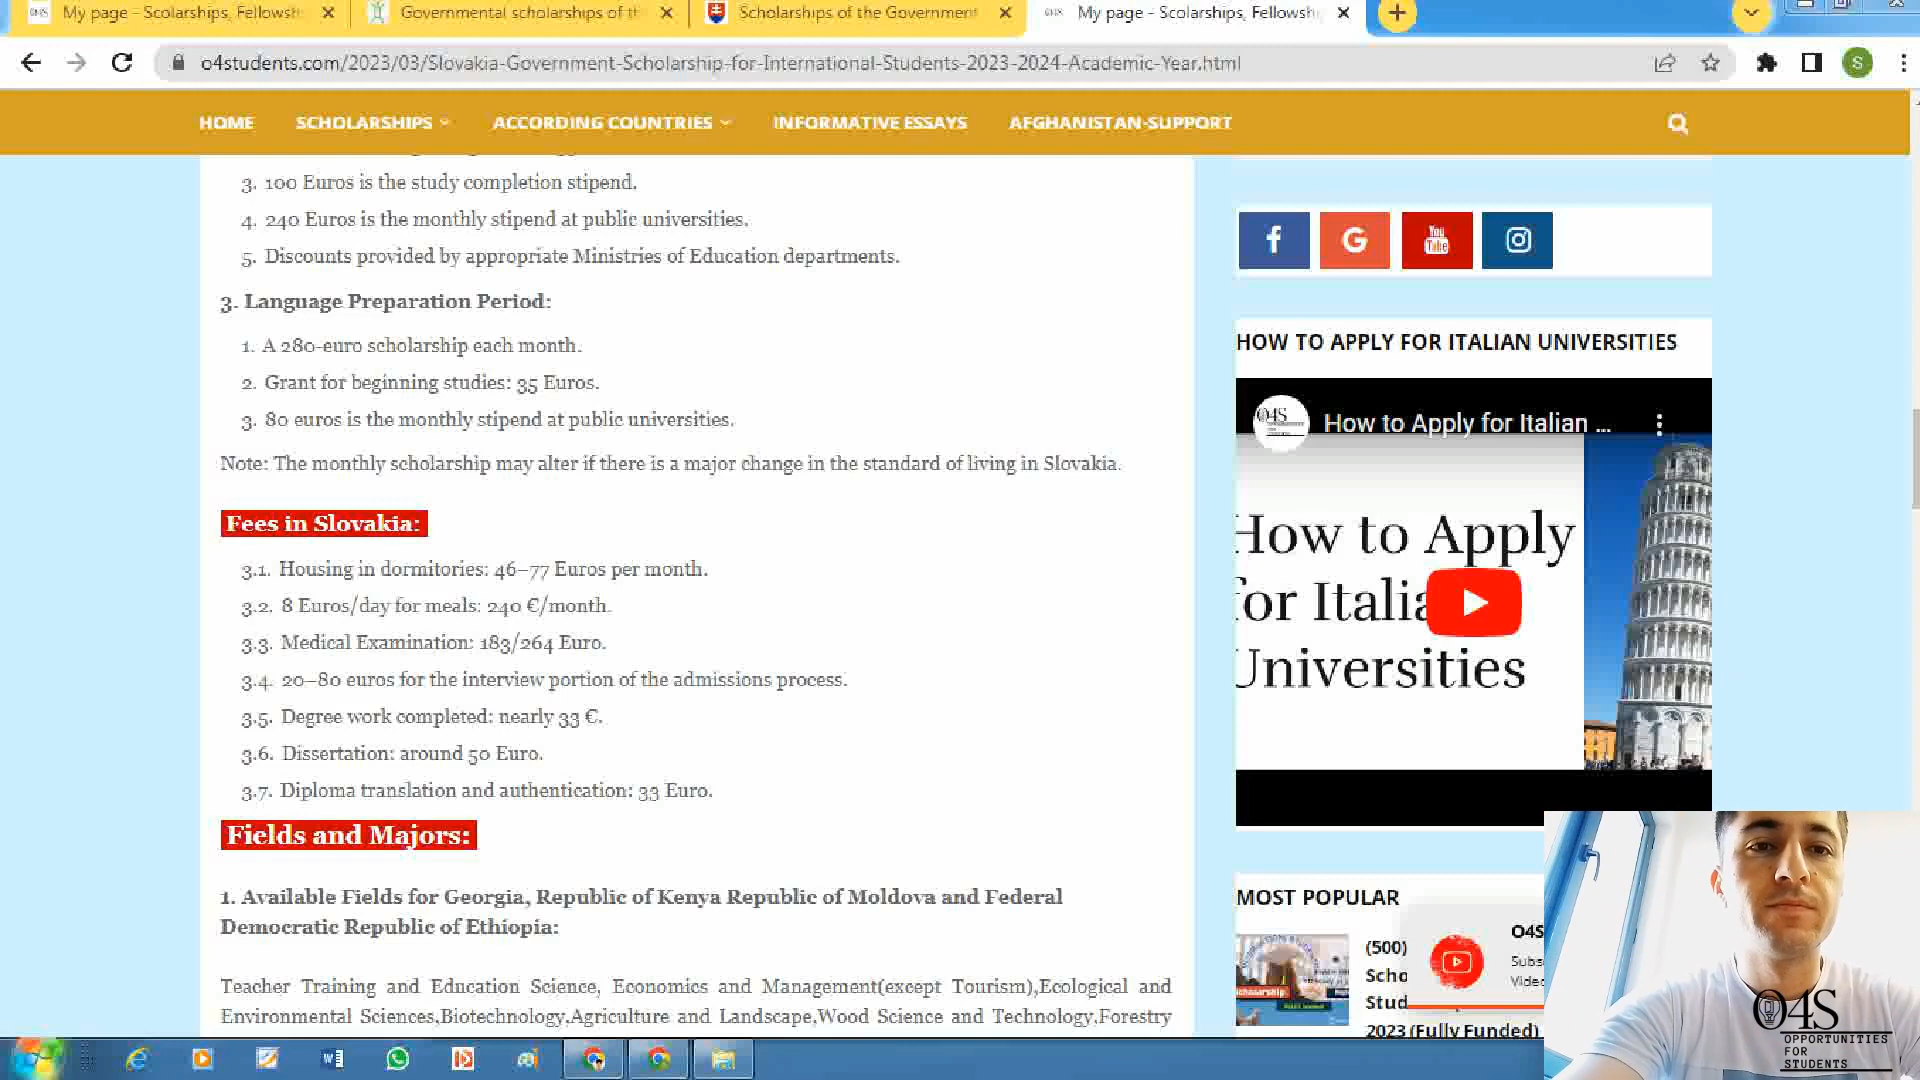 My page - Scolarships, Fellowsh
Governmental scholarships of th
Scholarships of the Government
My page - Scolarships, Fellowsh
o4students.com/2023/03/Slovakia-Government-Scholarship-for-International-Students-2023-2024-Academic-Year.html
S
HOME
SCHOLARSHIPS
ACCORDING COUNTRIES
INFORMATIVE ESSAYS
AFGHANISTAN-SUPPORT
3. 100 Euros is the study completion stipend.
4. 240 Euros is the monthly stipend at public universities.
5. Discounts provided by appropriate Ministries of Education departments.
3. Language Preparation Period:
1. A 280-euro scholarship each month.
2. Grant for beginning studies: 35 Euros.
3. 80 euros is the monthly stipend at public universities.
Note: The monthly scholarship may alter if there is a major change in the standard of living in Slovakia.
Fees in Slovakia:
3.1. Housing in dormitories: 46–77 Euros per month.
3.2. 8 Euros/day for meals: 240 €/month.
3.3. Medical Examination: 183/264 Euro.
3.4. 20–80 euros for the interview portion of the admissions process.
3.5. Degree work completed: nearly 33 €.
3.6. Dissertation: around 50 Euro.
3.7. Diploma translation and authentication: 33 Euro.
Fields and Majors:
1. Available Fields for Georgia, Republic of Kenya Republic of Moldova and Federal
Democratic Republic of Ethiopia:
Teacher Training and Education Science, Economics and Management(except Tourism),Ecological and
Environmental Sciences,Biotechnology,Agriculture and Landscape,Wood Science and Technology,Forestry
You
Tube
HOW TO APPLY FOR ITALIAN UNIVERSITIES
O4S
How to Apply for Italian ...
How to Apply
for Italia
Universities
MOST POPULAR
(500)
Scho
Stud
2023 (Fully Funded)
O4S
Subs
Video
O4S
OPPORTUNITIES
FOR
STUDENTS